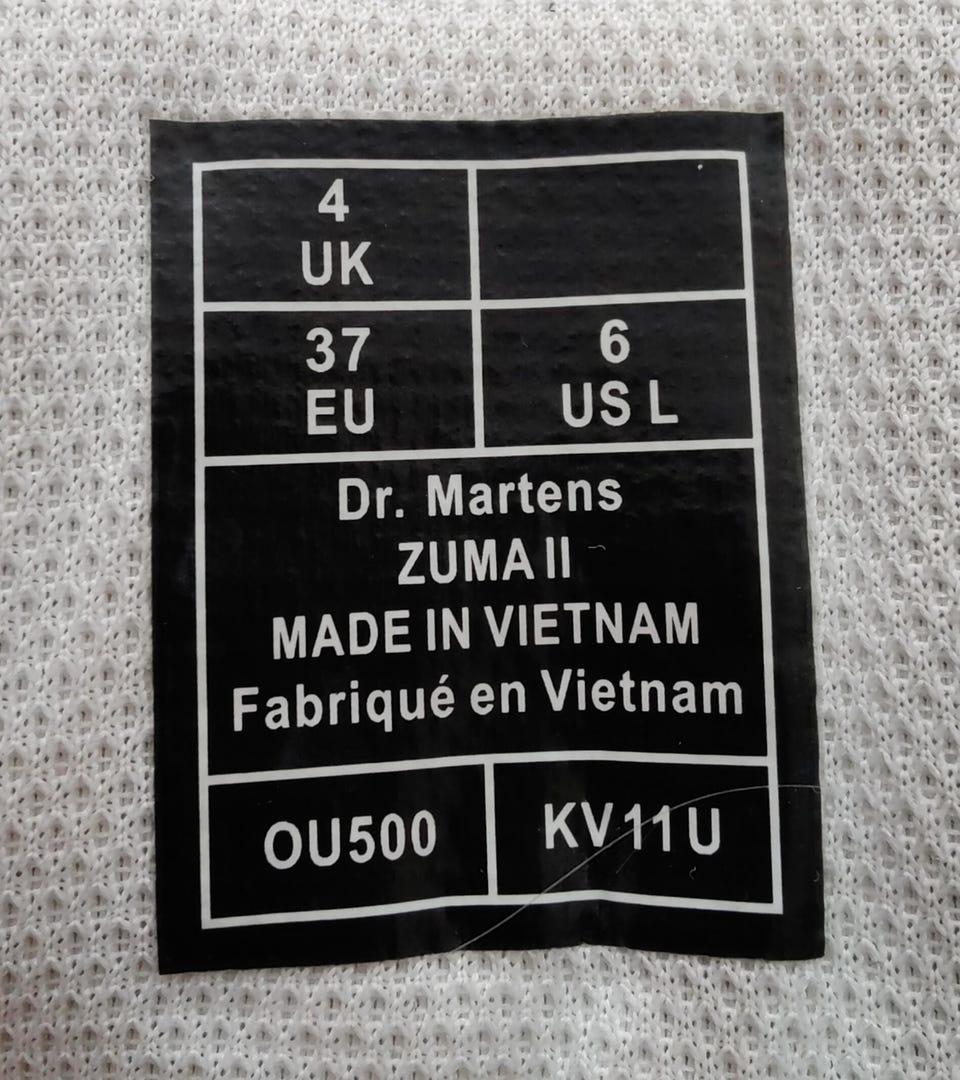 4
UK
37
EU
6
US L
Dr. Martens
ZUMA II
MADE IN VIETNAM
Fabriqué en Vietnam
OU500
KV11U